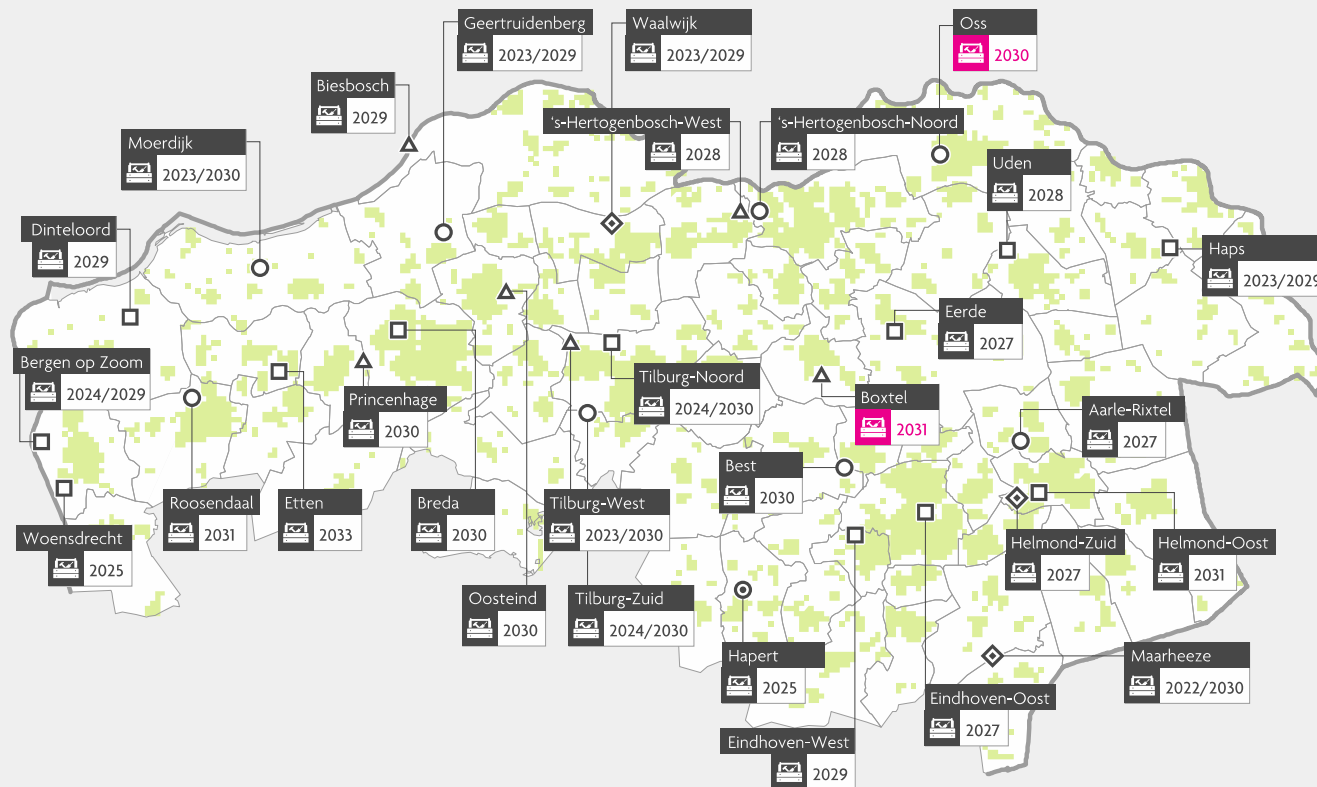 Geertruidenberg
2023/2029
Waalwijk
2023/2029
Oss
2030
Biesbosch
2029
's-Hertogenbosch-West
2028
's-Hertogenbosch-Noord
2028
Moerdijk
2023/2030
Uden
2028
Dinteloord
2029
Haps
2023/2029
Eerde
2027
Bergen op Zoom
2024/2029
Princenhage
2030
Tilburg-Noord
2024/2030
Boxtel
2031
Aarle-Rixtel
2027
Best
2030
Roosendaal
2031
Etten
2033
Breda
2030
Tilburg-West
2023/2030
Woensdrecht
2025
Helmond-Zuid
2027
Helmond-Oost
2031
Oosteind
2030
Tilburg-Zuid
2024/2030
Hapert
2025
Maarheeze
2022/2030
Eindhoven-Oost
2027
Eindhoven-West
2029